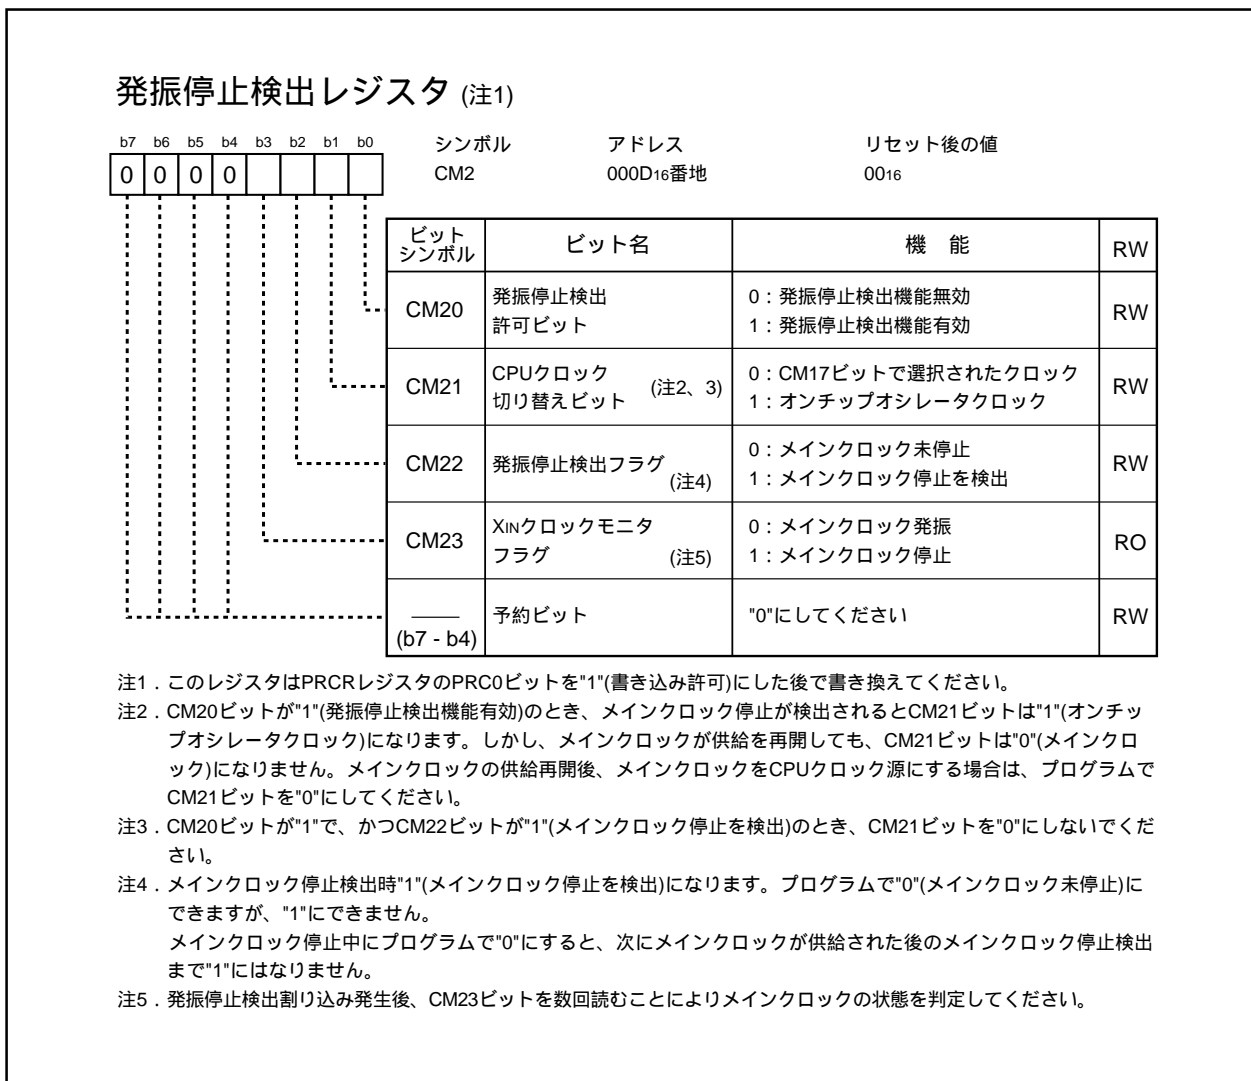 発振停止検出レジスタ (注1)
b7 b6 b5 b4 b3 b2 b1 b0
0 0 0 0
シンボル アドレス リセット後の値
CM2 000D16番地 0016
ビット
シンボル
ビット名
機 能
RW
CM20
発振停止検出
許可ビット
0：発振停止検出機能無効
1：発振停止検出機能有効
RW
CM21
CPUクロック
切り替えビット (注2、3)
0：CM17ビットで選択されたクロック
1：オンチップオシレータクロック
RW
CM22
発振停止検出フラグ
(注4)
0：メインクロック未停止
1：メインクロック停止を検出
RW
CM23
XINクロックモニタ
フラグ (注5)
0：メインクロック発振
1：メインクロック停止
RO
(b7 - b4)
予約ビット
"0"にしてください
RW
注1．このレジスタはPRCRレジスタのPRC0ビットを"1"(書き込み許可)にした後で書き換えてください。
注2．CM20ビットが"1"(発振停止検出機能有効)のとき、メインクロック停止が検出されるとCM21ビットは"1"(オンチッ
プオシレータクロック)になります。しかし、メインクロックが供給を再開しても、CM21ビットは"0"(メインクロ
ック)になりません。メインクロックの供給再開後、メインクロックをCPUクロック源にする場合は、プログラムで
CM21ビットを"0"にしてください。
注3．CM20ビットが"1"で、かつCM22ビットが"1"(メインクロック停止を検出)のとき、CM21ビットを"0"にしないでくだ
さい。
注4．メインクロック停止検出時"1"(メインクロック停止を検出)になります。プログラムで"0"(メインクロック未停止)に
できますが、"1"にできません。
メインクロック停止中にプログラムで"0"にすると、次にメインクロックが供給された後のメインクロック停止検出
まで"1"にはなりません。
注5．発振停止検出割り込み発生後、CM23ビットを数回読むことによりメインクロックの状態を判定してください。